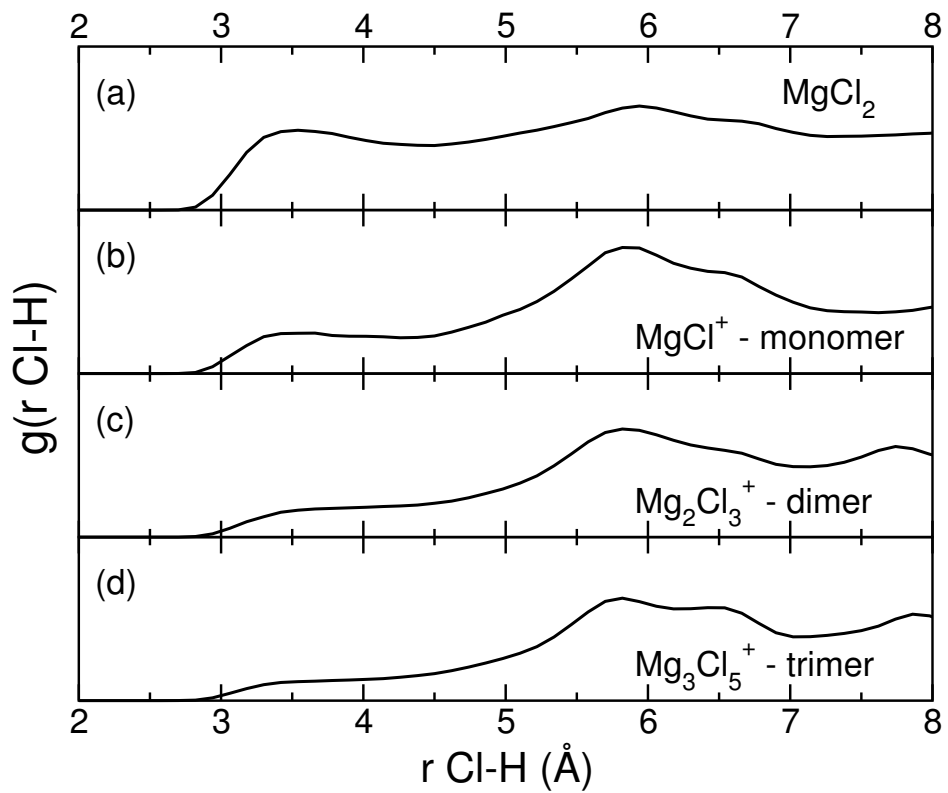 2 3 4 5 6 7 8
(a) MgCl₂
(b)
MgCl⁺ - monomer
(c)
Mg₂Cl₃⁺ - dimer
(d)
Mg₃Cl₅⁺ - trimer
2 3 4 5 6 7 8
r Cl-H (Å)
g(r Cl-H)